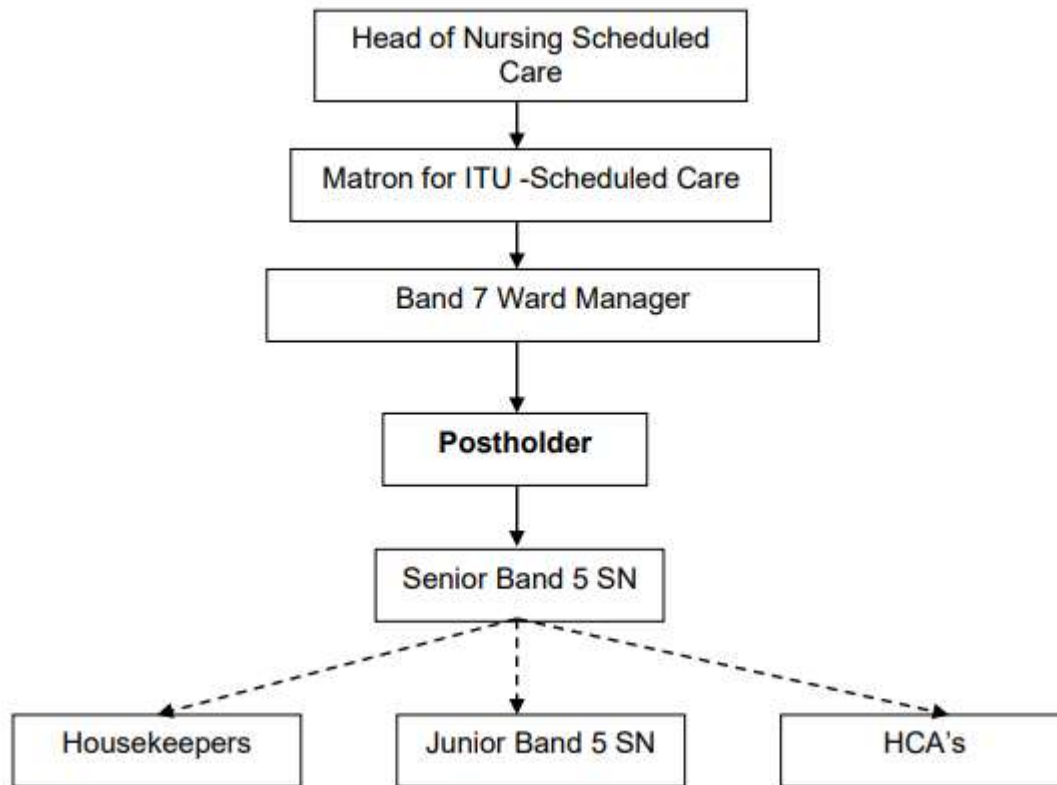 Head of Nursing Scheduled
Care
Matron for ITU -Scheduled Care
Band 7 Ward Manager
Postholder
Senior Band 5 SN
Housekeepers
Junior Band 5 SN
HCA's